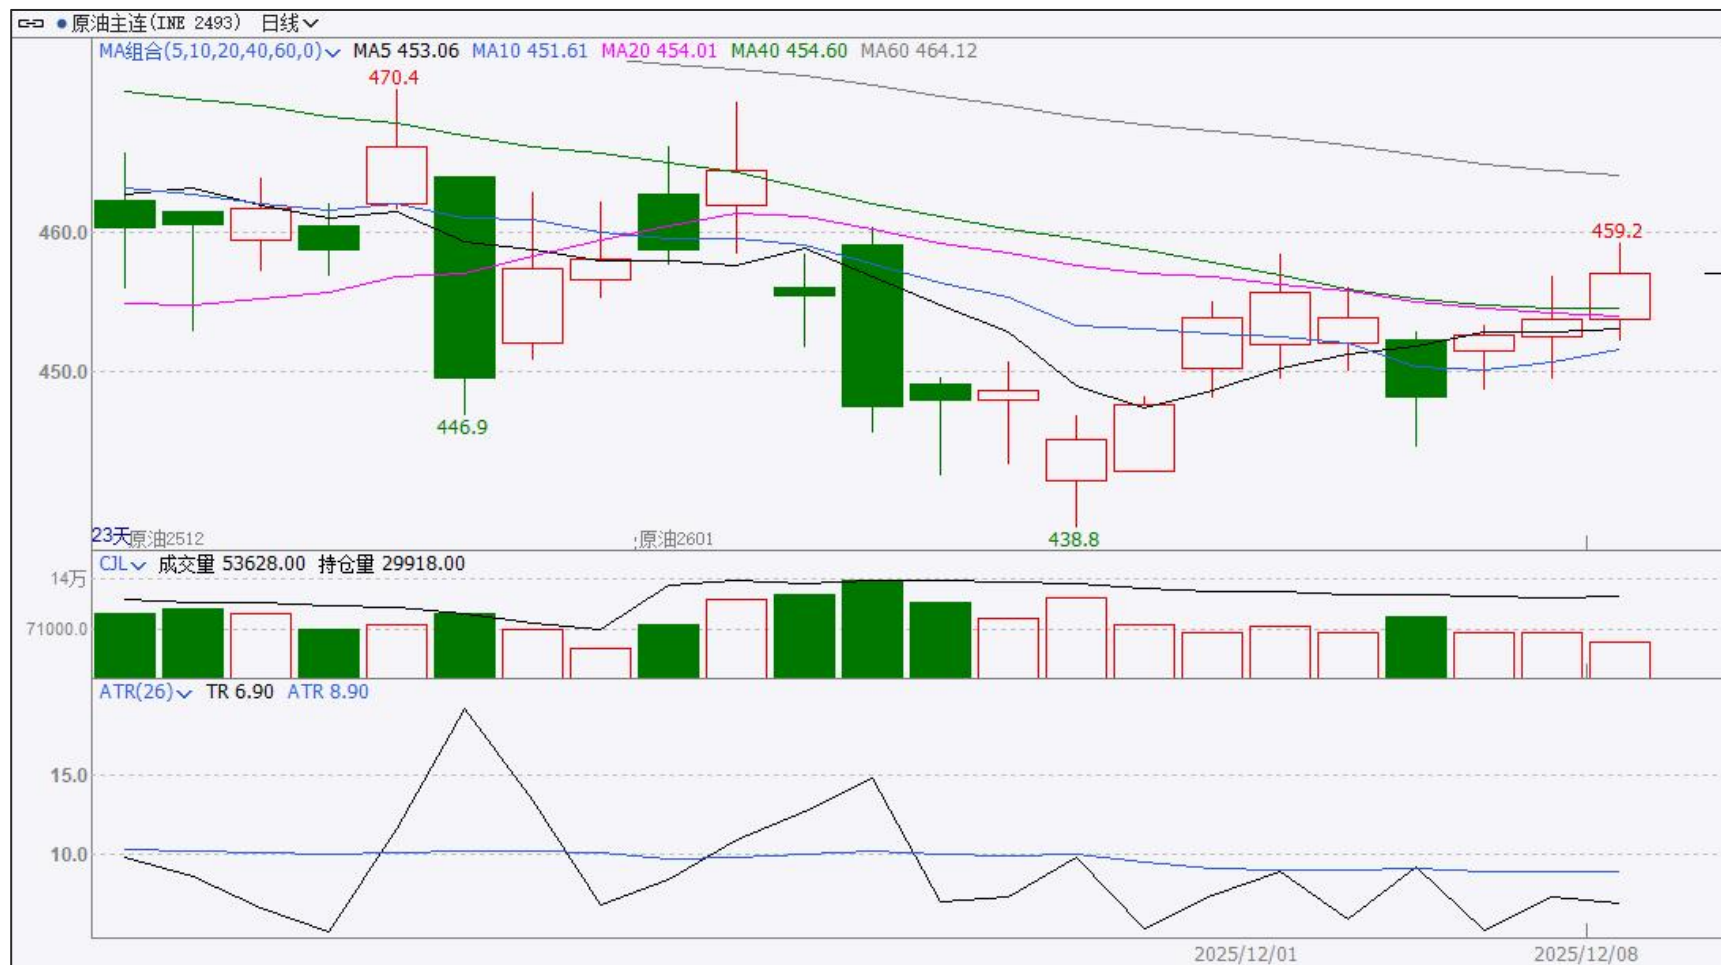 原油主连(INE 2493) 日线
MA组合(5,10,20,40,60,0) MA5 453.06 MA10 451.61 MA20 454.01 MA40 454.60 MA60 464.12
470.4
460.0
459.2
450.0
446.9
438.8
23天 原油2512 原油2601
CJL 成交量 53628.00 持仓量 29918.00
14万
71000.0
ATR(26) TR 6.90 ATR 8.90
15.0
10.0
2025/12/01 2025/12/08